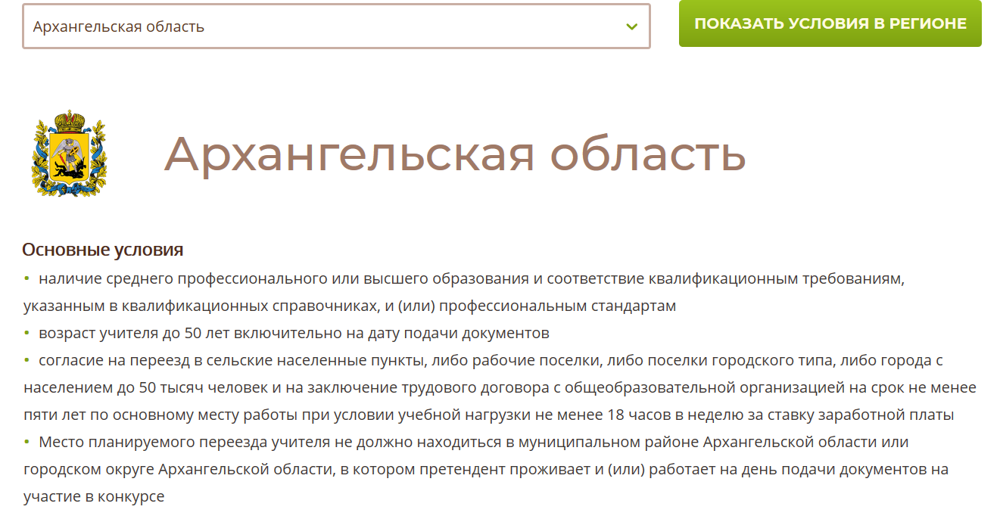 Архангельская область
ПОКАЗАТЬ УСЛОВИЯ В РЕГИОНЕ
Архангельская область
Основные условия
• наличие среднего профессионального или высшего образования и соответствие квалификационным требованиям,
указанным в квалификационных справочниках, и (или) профессиональным стандартам
• возраст учителя до 50 лет включительно на дату подачи документов
• согласие на переезд в сельские населенные пункты, либо рабочие поселки, либо поселки городского типа, либо города с
населением до 50 тысяч человек и на заключение трудового договора с общеобразовательной организацией на срок не менее
пяти лет по основному месту работы при условии учебной нагрузки не менее 18 часов в неделю за ставку заработной платы
• Место планируемого переезда учителя не должно находиться в муниципальном районе Архангельской области или
городском округе Архангельской области, в котором претендент проживает и (или) работает на день подачи документов на
участие в конкурсе